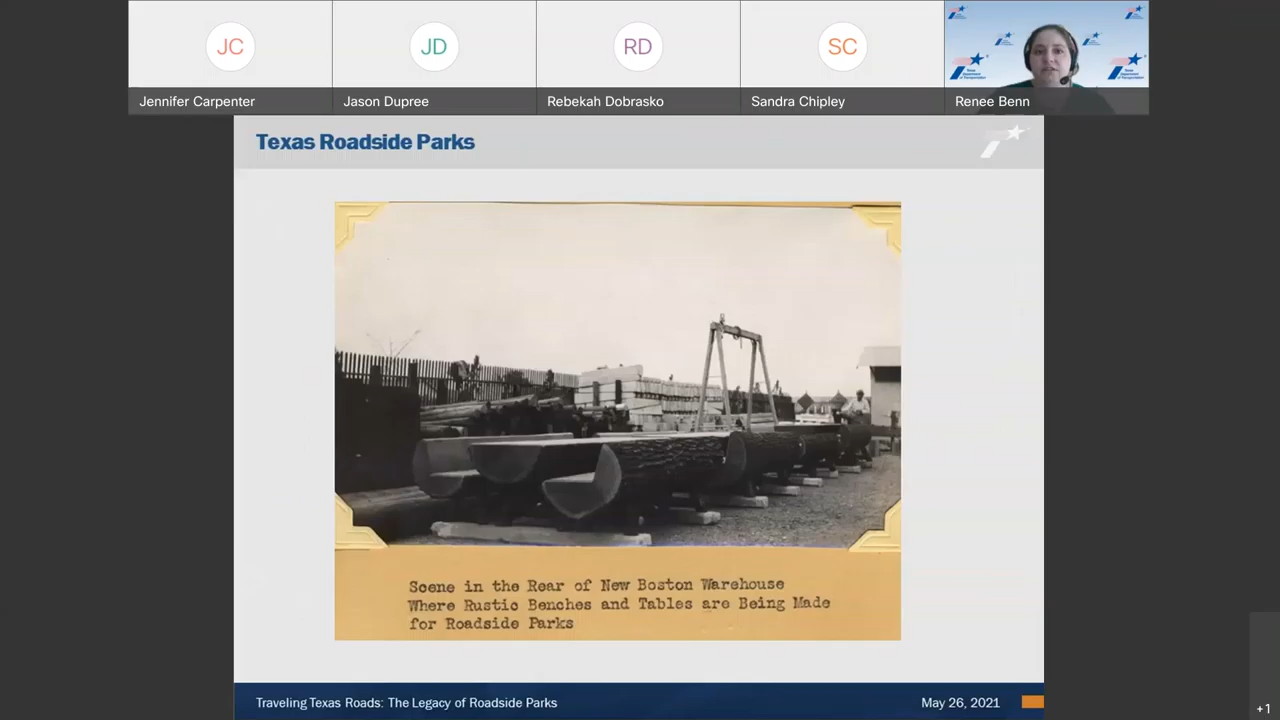 JC
JD
RD
SC
Jennifer Carpenter
Jason Dupree
Rebekah Dobrasko
Sandra Chipley
Renee Benn
Texas Roadside Parks
Scene in the Rear of New Boston Warehouse
Where Rustic Benches and Tables are Being Made
for Roadside Parks
Traveling Texas Roads: The Legacy of Roadside Parks
May 26, 2021
+1